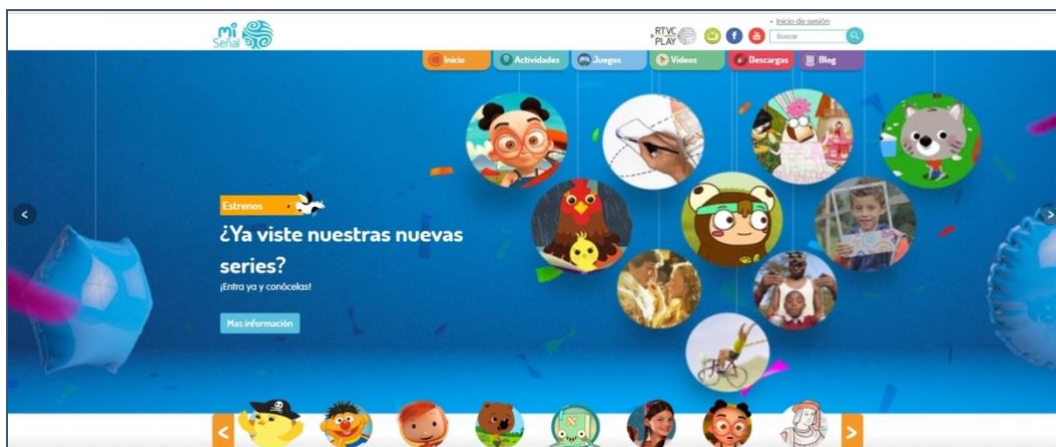 mi
Señal
RTVC
PLAY
Inicio de sesión
Buscar
Inicio
Actividades
Juegos
Videos
Descargas
Blog
Estrenos
¿Ya viste nuestras nuevas
series?
¡Entra ya y conócelas!
Mas información